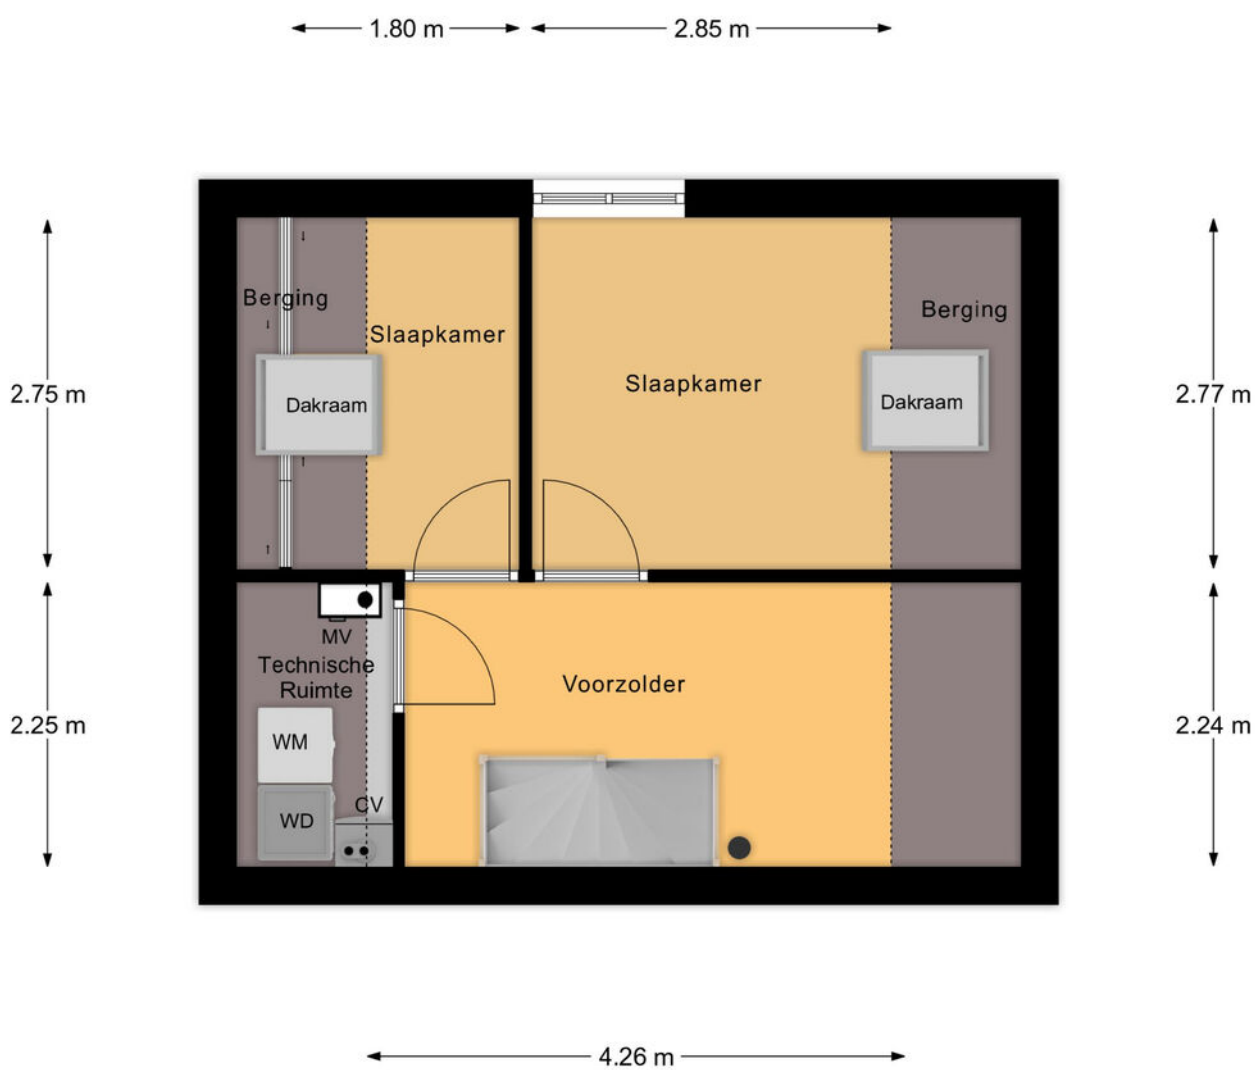 1.80 m
2.85 m
Berging
Berging
Slaapkamer
Slaapkamer
2.75 m
2.77 m
Dakraam
Dakraam
MV
Technische
Ruimte
Voorzolder
2.25 m
2.24 m
WM
CV
WD
4.26 m